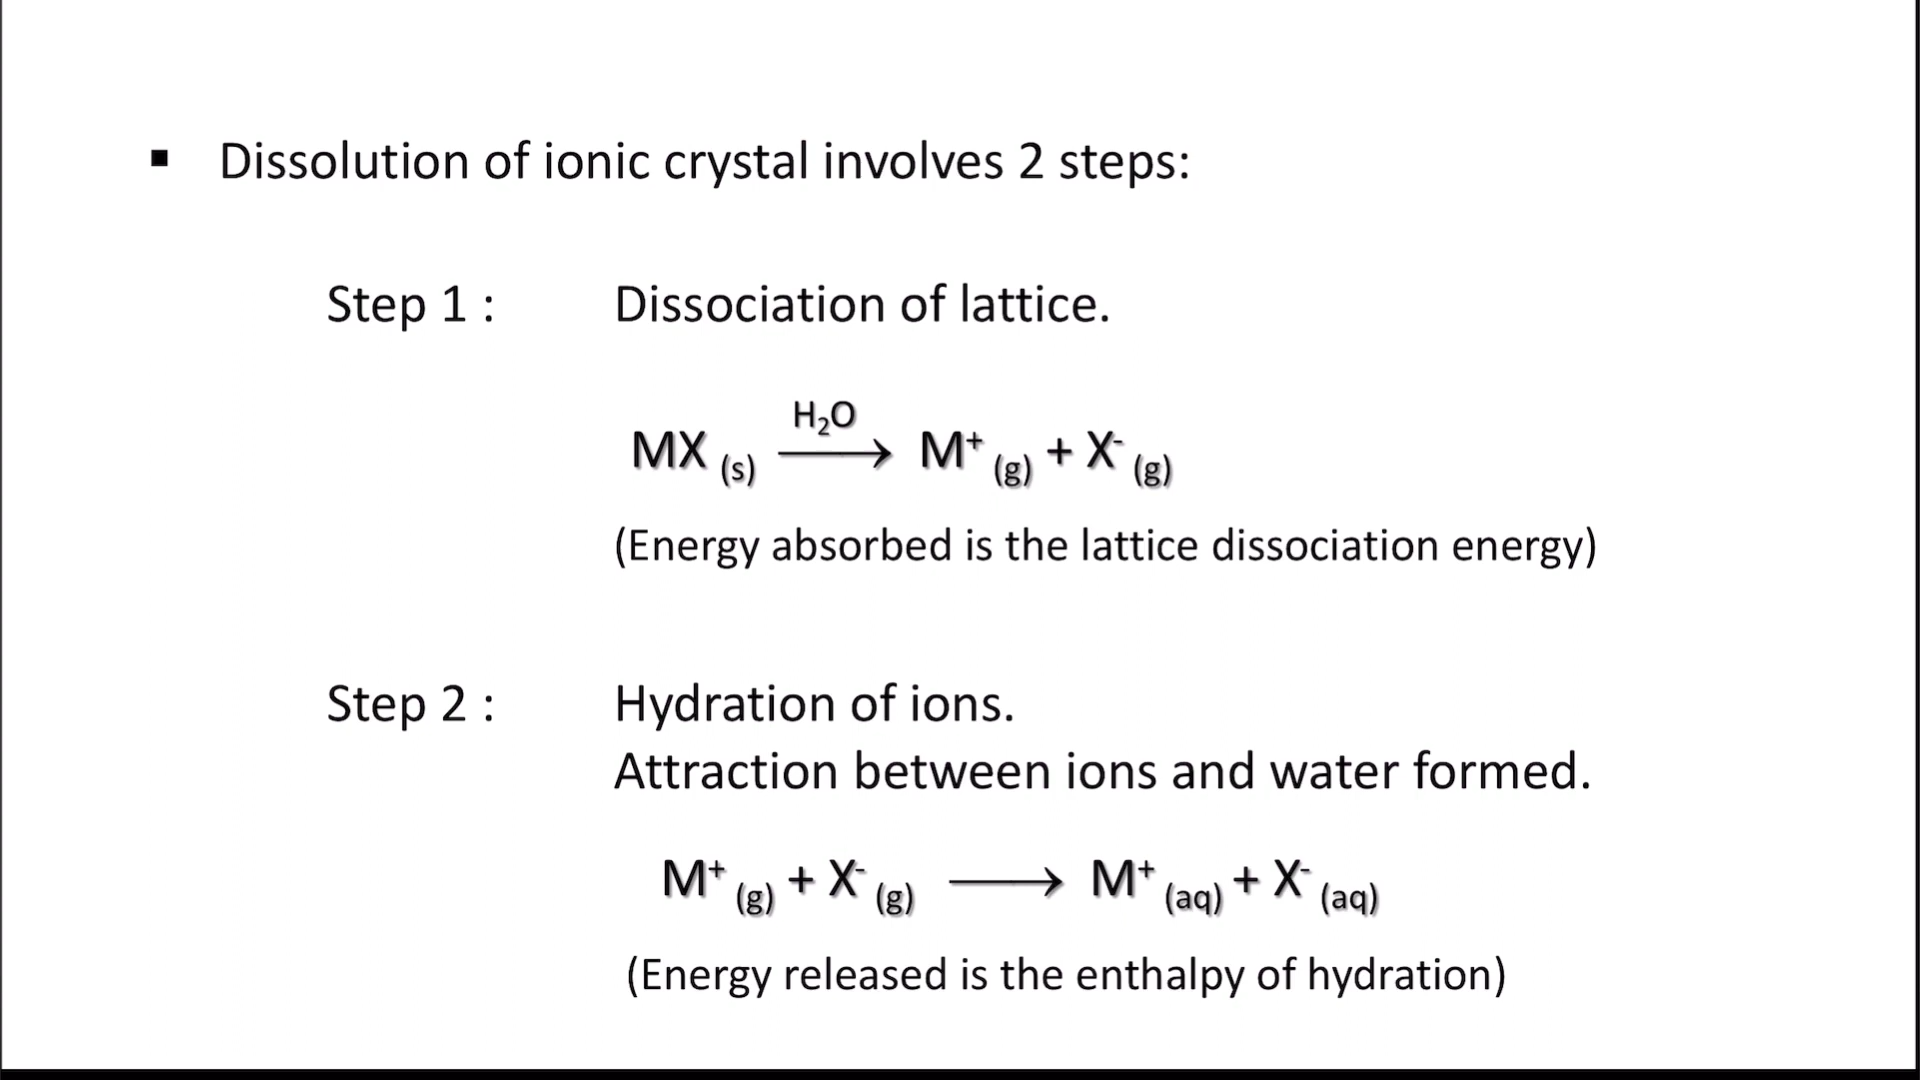 ▪ Dissolution of ionic crystal involves 2 steps:
Step 1 : Dissociation of lattice.
MX (s) H₂O ⟶ M⁺ (g) + X⁻ (g)
(Energy absorbed is the lattice dissociation energy)
Step 2 : Hydration of ions.
Attraction between ions and water formed.
M⁺ (g) + X⁻ (g) ⟶ M⁺ (aq) + X⁻ (aq)
(Energy released is the enthalpy of hydration)